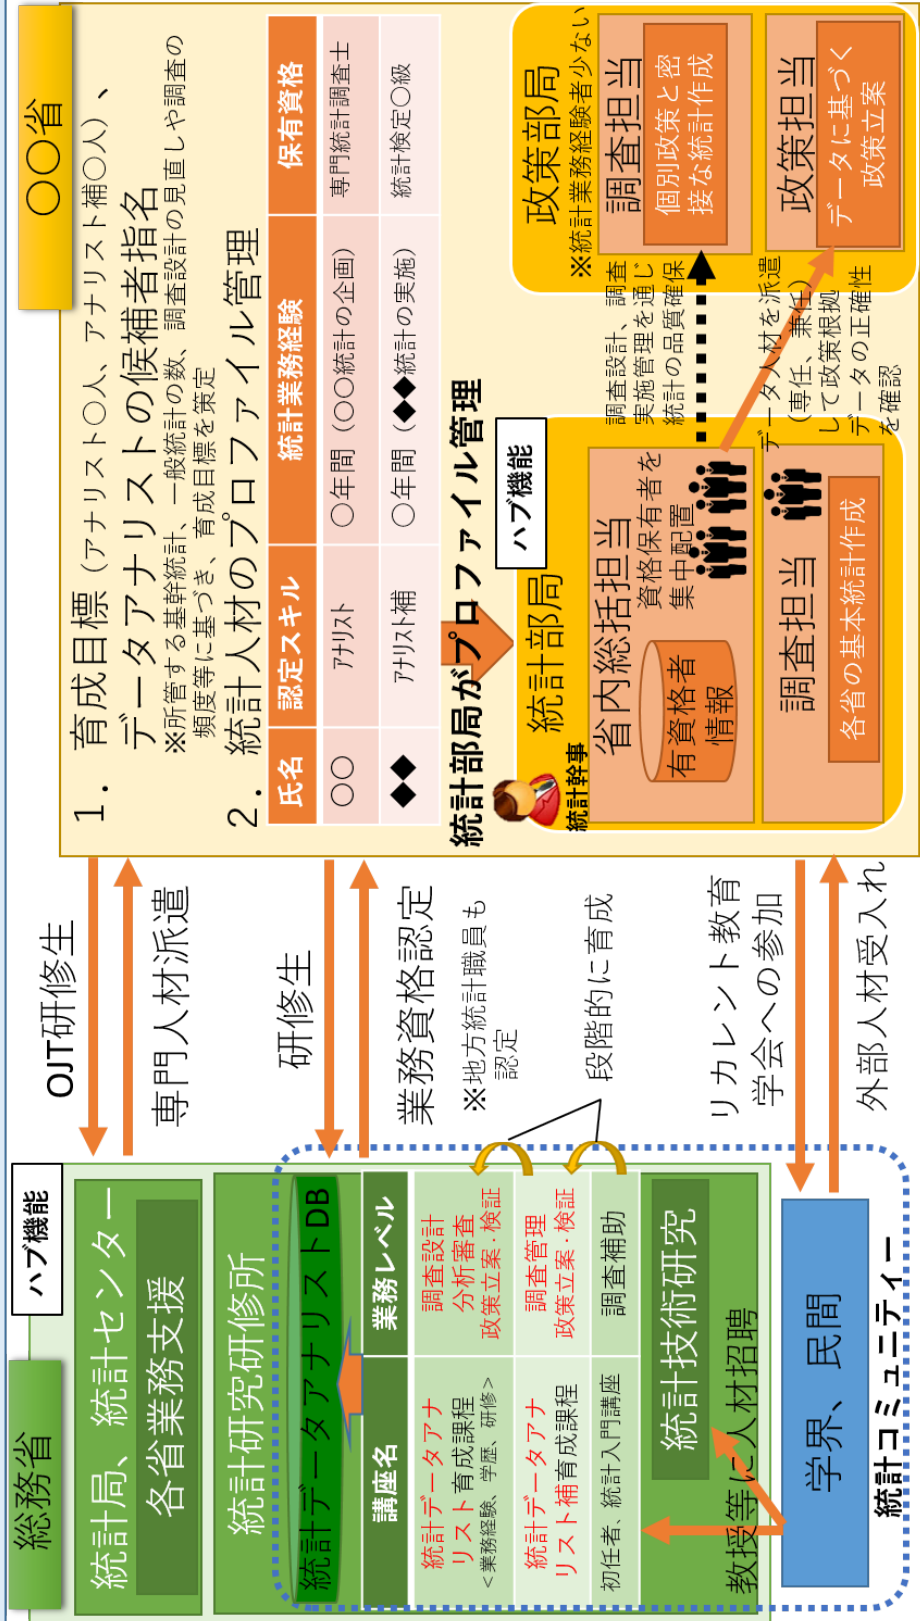 総務省
ハブ機能
統計局、統計センター
各省業務支援
統計研究研修所
統計データアナリストDB
講座名
業務レベル
統計データアナ
リスト育成課程
<業務経験、学歴、研修>
調査設計
分析審査
政策立案・検証
統計データアナ
リスト補育成課程
調査管理
政策立案・検証
初任者、統計入門講座
調査補助
統計技術研究
教授等に人材招聘
学界、民間
統計コミュニティー
OJT研修生
専門人材派遣
研修生
業務資格認定
※地方統計職員も
認定
段階的に育成
リカレント教育
学会への参加
外部人材受入れ
〇〇省
1．育成目標（アナリスト〇人、アナリスト補〇人）、
データアナリストの候補者指名
※所管する基幹統計、一般統計の数、調査設計の見直しや調査の
頻度等に基づき、育成目標を策定
2．統計人材のプロファイル管理
氏名
認定スキル
統計業務経験
保有資格
〇〇
アナリスト
〇年間（〇〇統計の企画）
専門統計調査士
◆◆
アナリスト補
〇年間（◆◆統計の実施）
統計検定〇級
統計部局がプロファイル管理
ハブ機能
統計幹事
統計部局
省内総括担当
有資格者
情報
資格保有者を
集中配置
調査担当
各省の基本統計作成
調査設計、調査
実施管理を通じ
統計の品質確保
データ人材を派遣
（専任、兼任）
して政策根拠
データの正確性
を確認
政策部局
※統計業務経験者少ない
調査担当
個別政策と密
接な統計作成
政策担当
データに基づく
政策立案